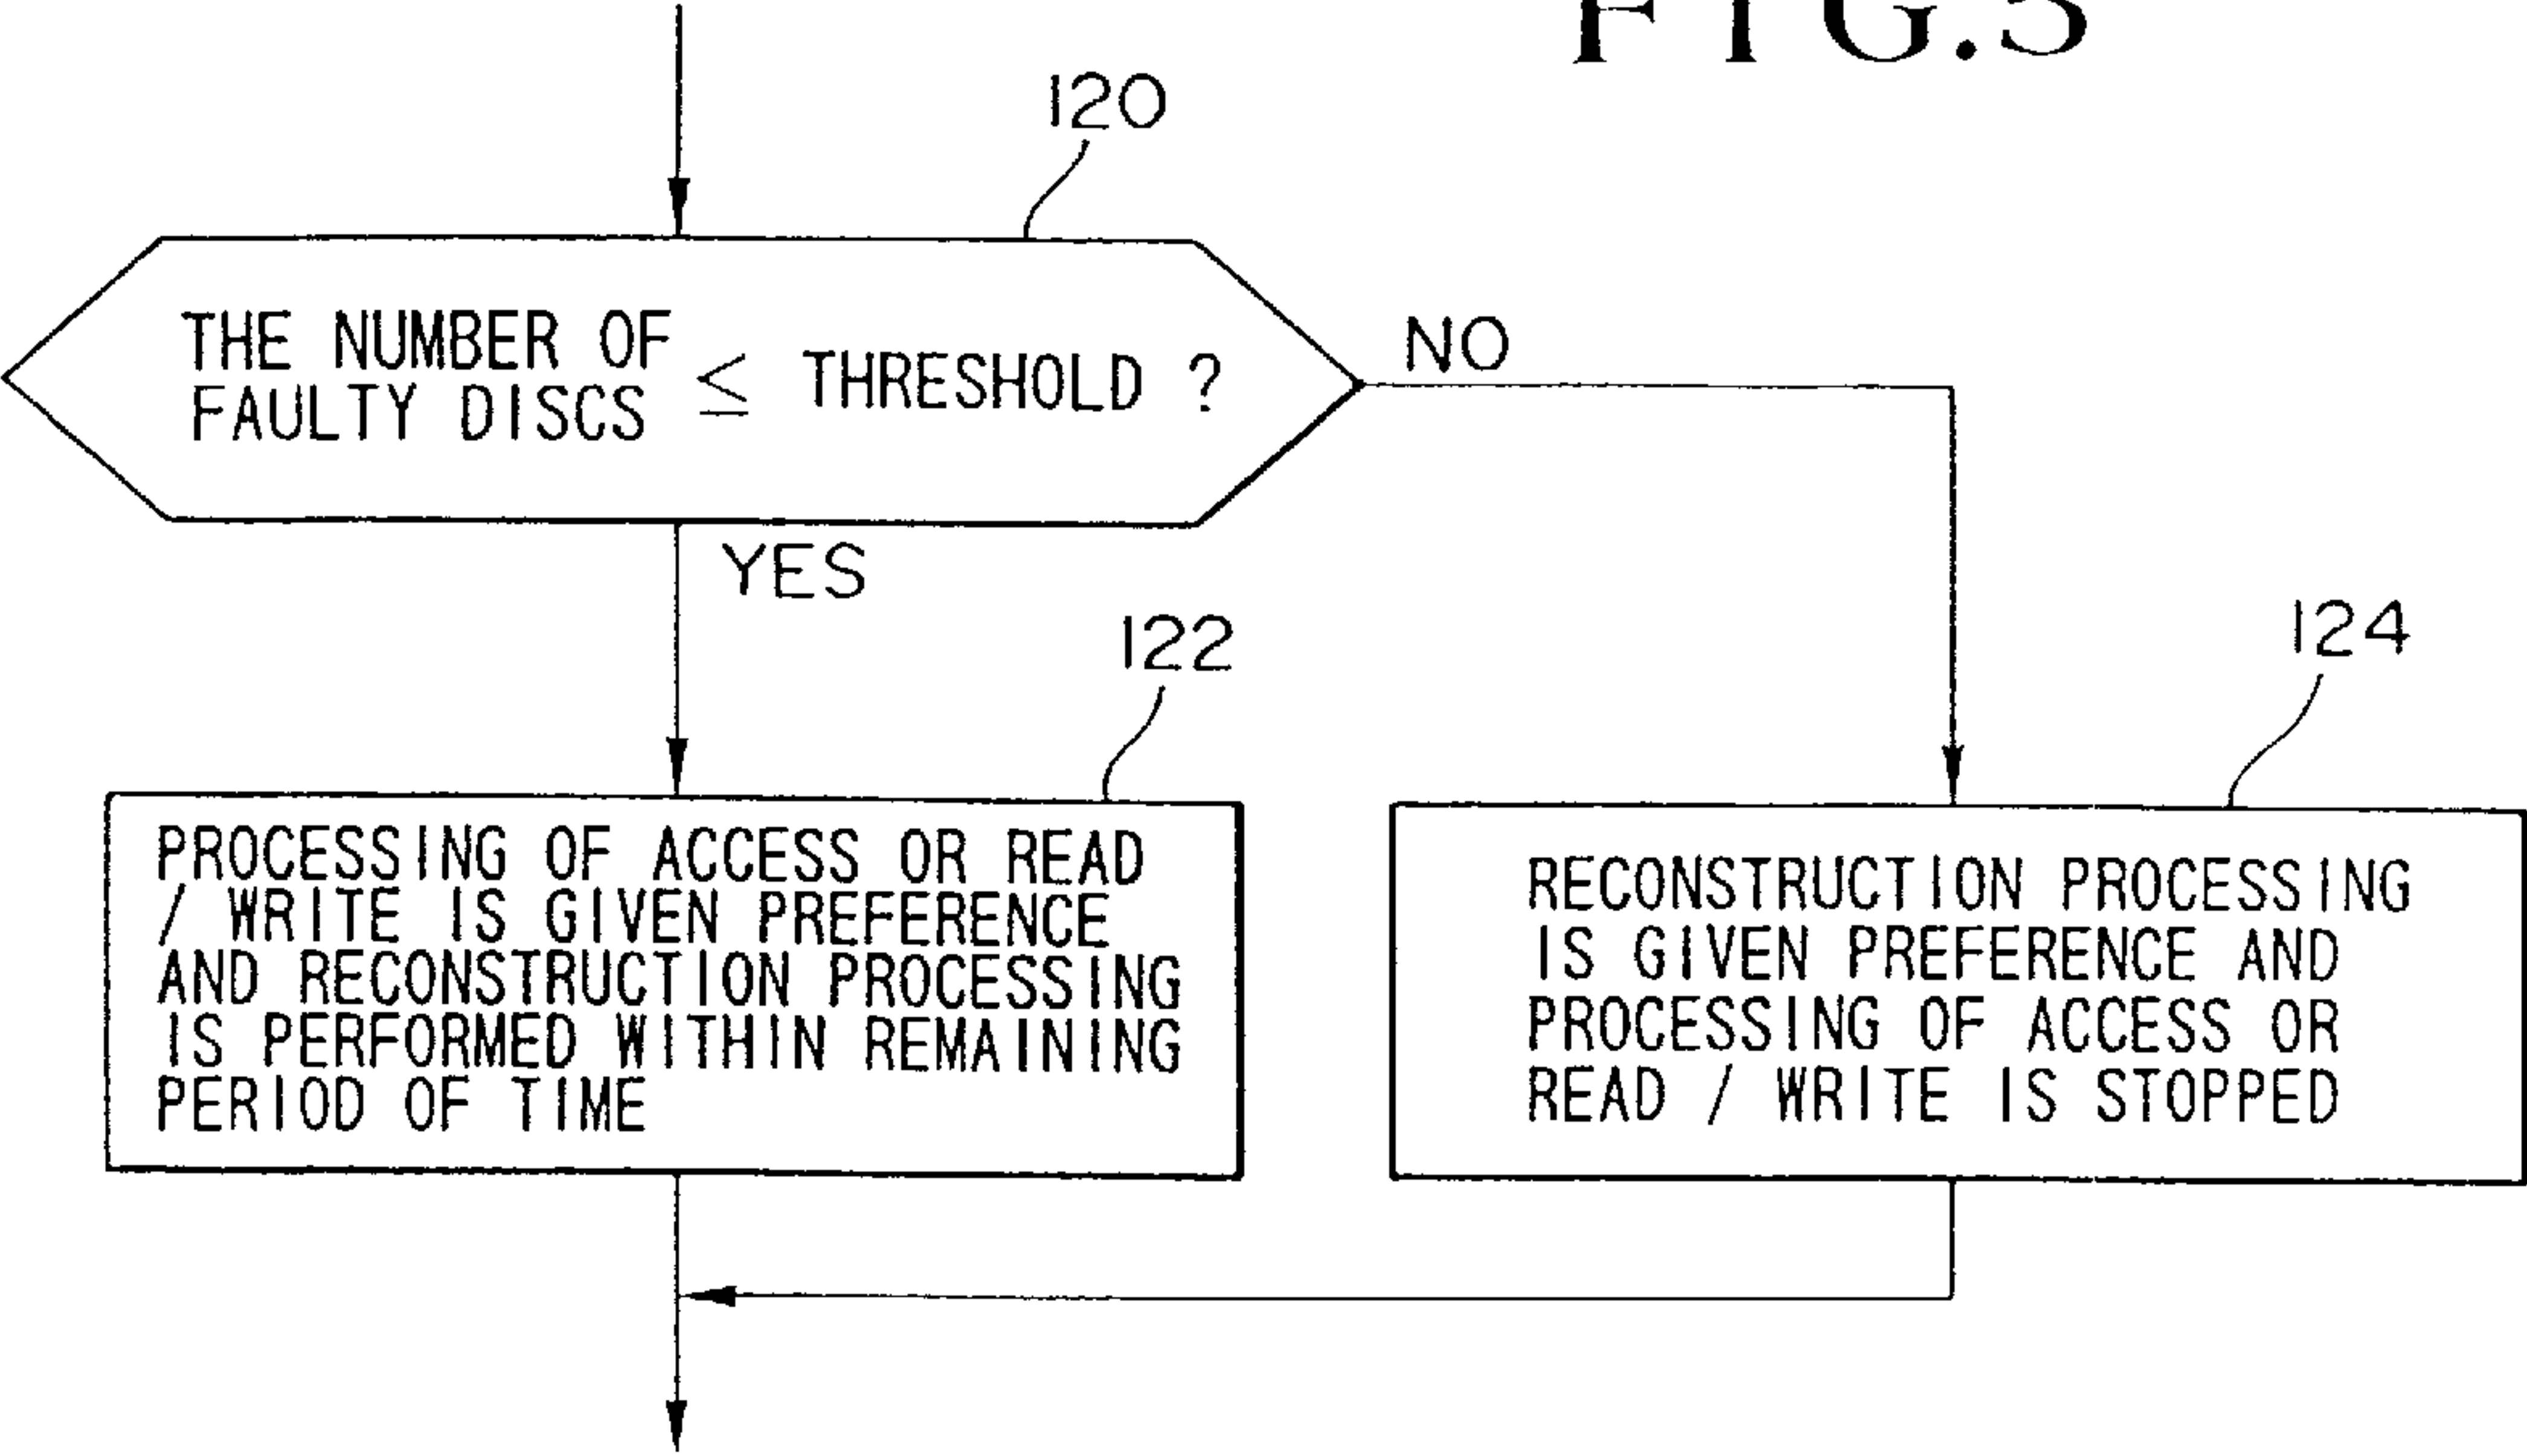 FIG.5
120
THE NUMBER OF
FAULTY DISCS ≤ THRESHOLD ?
NO
YES
122
124
PROCESSING OF ACCESS OR READ
/ WRITE IS GIVEN PREFERENCE
AND RECONSTRUCTION PROCESSING
IS PERFORMED WITHIN REMAINING
PERIOD OF TIME
RECONSTRUCTION PROCESSING
IS GIVEN PREFERENCE AND
PROCESSING OF ACCESS OR
READ / WRITE IS STOPPED